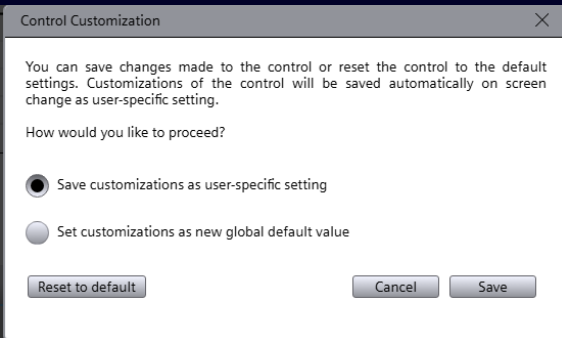 Control Customization
You can save changes made to the control or reset the control to the default
settings. Customizations of the control will be saved automatically on screen
change as user-specific setting.
How would you like to proceed?
Save customizations as user-specific setting
Set customizations as new global default value
Reset to default Cancel Save